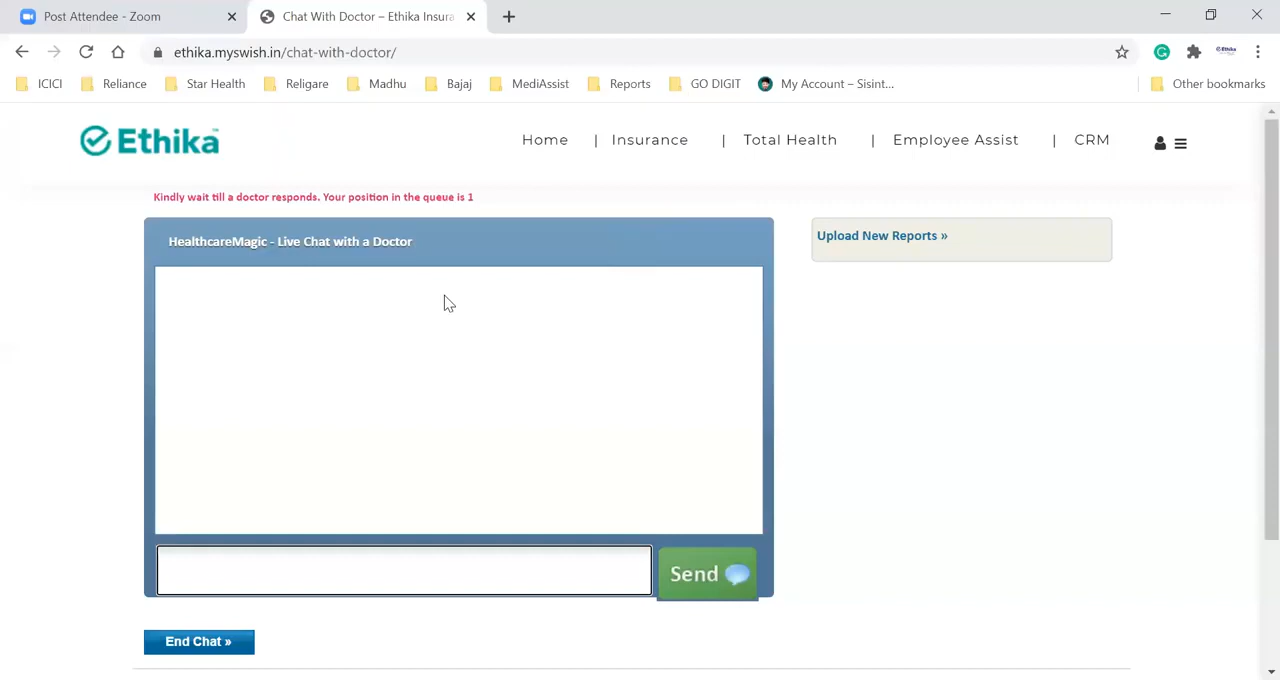 Post Attendee - Zoom
Chat With Doctor – Ethika Insura
ethika.myswish.in/chat-with-doctor/
ICICI Reliance Star Health Religare Madhu Bajaj MediAssist Reports GO DIGIT My Account – Sisint... Other bookmarks
Ethika
Home | Insurance | Total Health | Employee Assist | CRM
Kindly wait till a doctor responds. Your position in the queue is 1
HealthcareMagic - Live Chat with a Doctor
Upload New Reports »
Send
End Chat »